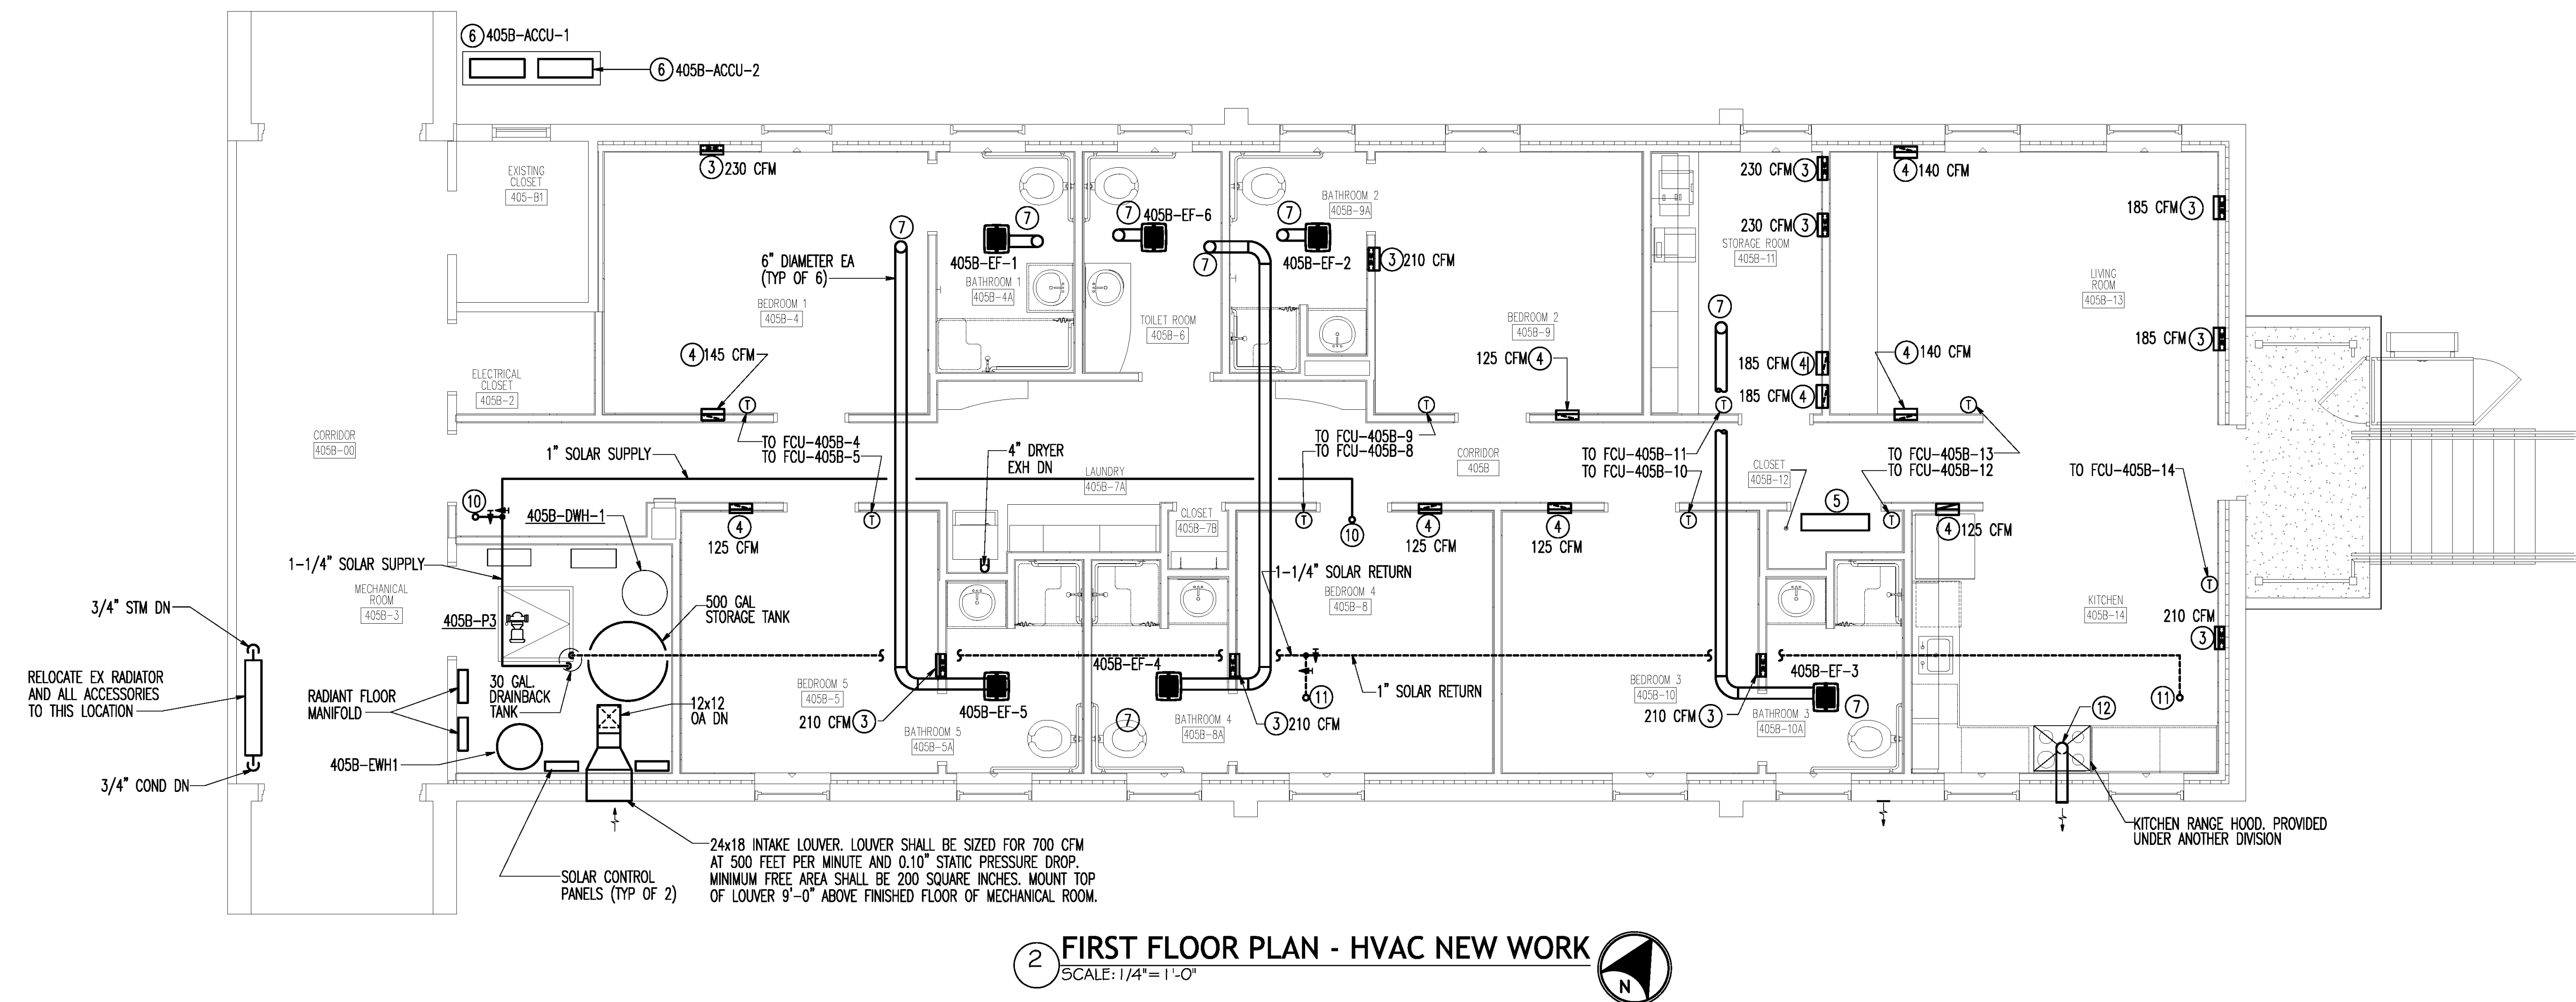 6 405B-ACCU-1
6 405B-ACCU-2
EXISTING
CLOSET
405-B1
3 230 CFM
7
6" DIAMETER EA
(TYP OF 6)
BEDROOM 1
405B-4
4 145 CFM
7
405B-EF-1
BATHROOM 1
405B-4A
7 405B-EF-6
7
TOILET ROOM
405B-6
BATHROOM 2
405B-9A
7
405B-EF-2
3 210 CFM
BEDROOM 2
405B-9
125 CFM 4
230 CFM 3
230 CFM 3
STORAGE ROOM
405B-11
7
185 CFM 4
185 CFM 4
4 140 CFM
4 140 CFM
185 CFM 3
LIVING
ROOM
405B-13
185 CFM 3
ELECTRICAL
CLOSET
405B-2
CORRIDOR
405B-00
T
TO FCU-405B-4
TO FCU-405B-5
T
1" SOLAR SUPPLY
4" DRYER
EXH DN
LAUNDRY
405B-7A
T
TO FCU-405B-9
TO FCU-405B-8
T
CORRIDOR
405B
T
TO FCU-405B-11
TO FCU-405B-10
T
CLOSET
405B-12
5
T
TO FCU-405B-13
TO FCU-405B-12
T
TO FCU-405B-14
T
10
405B-DWH-1
1-1/4" SOLAR SUPPLY
MECHANICAL
ROOM
405B-3
405B-P3
500 GAL
STORAGE TANK
30 GAL.
DRAINBACK
TANK
12x12
OA DN
3/4" STM DN
RELOCATE EX RADIATOR
AND ALL ACCESSORIES
TO THIS LOCATION
3/4" COND DN
RADIANT FLOOR
MANIFOLD
405B-EWH1
SOLAR CONTROL
PANELS (TYP OF 2)
24x18 INTAKE LOUVER. LOUVER SHALL BE SIZED FOR 700 CFM
AT 500 FEET PER MINUTE AND 0.10" STATIC PRESSURE DROP.
MINIMUM FREE AREA SHALL BE 200 SQUARE INCHES. MOUNT TOP
OF LOUVER 9'-0" ABOVE FINISHED FLOOR OF MECHANICAL ROOM.
4
125 CFM
BEDROOM 5
405B-5
210 CFM 3
405B-EF-5
BATHROOM 5
405B-5A
CLOSET
405B-7B
405B-EF-4
7
BATHROOM 4
405B-8A
3 210 CFM
10
1-1/4" SOLAR RETURN
BEDROOM 4
405B-8
11
1" SOLAR RETURN
4
125 CFM
4
125 CFM
BEDROOM 3
405B-10
210 CFM 3
405B-EF-3
7
BATHROOM 3
405B-10A
4 125 CFM
KITCHEN
405B-14
210 CFM
3
11
12
KITCHEN RANGE HOOD. PROVIDED
UNDER ANOTHER DIVISION
2 FIRST FLOOR PLAN - HVAC NEW WORK
SCALE: 1/4" = 1'-0"
N